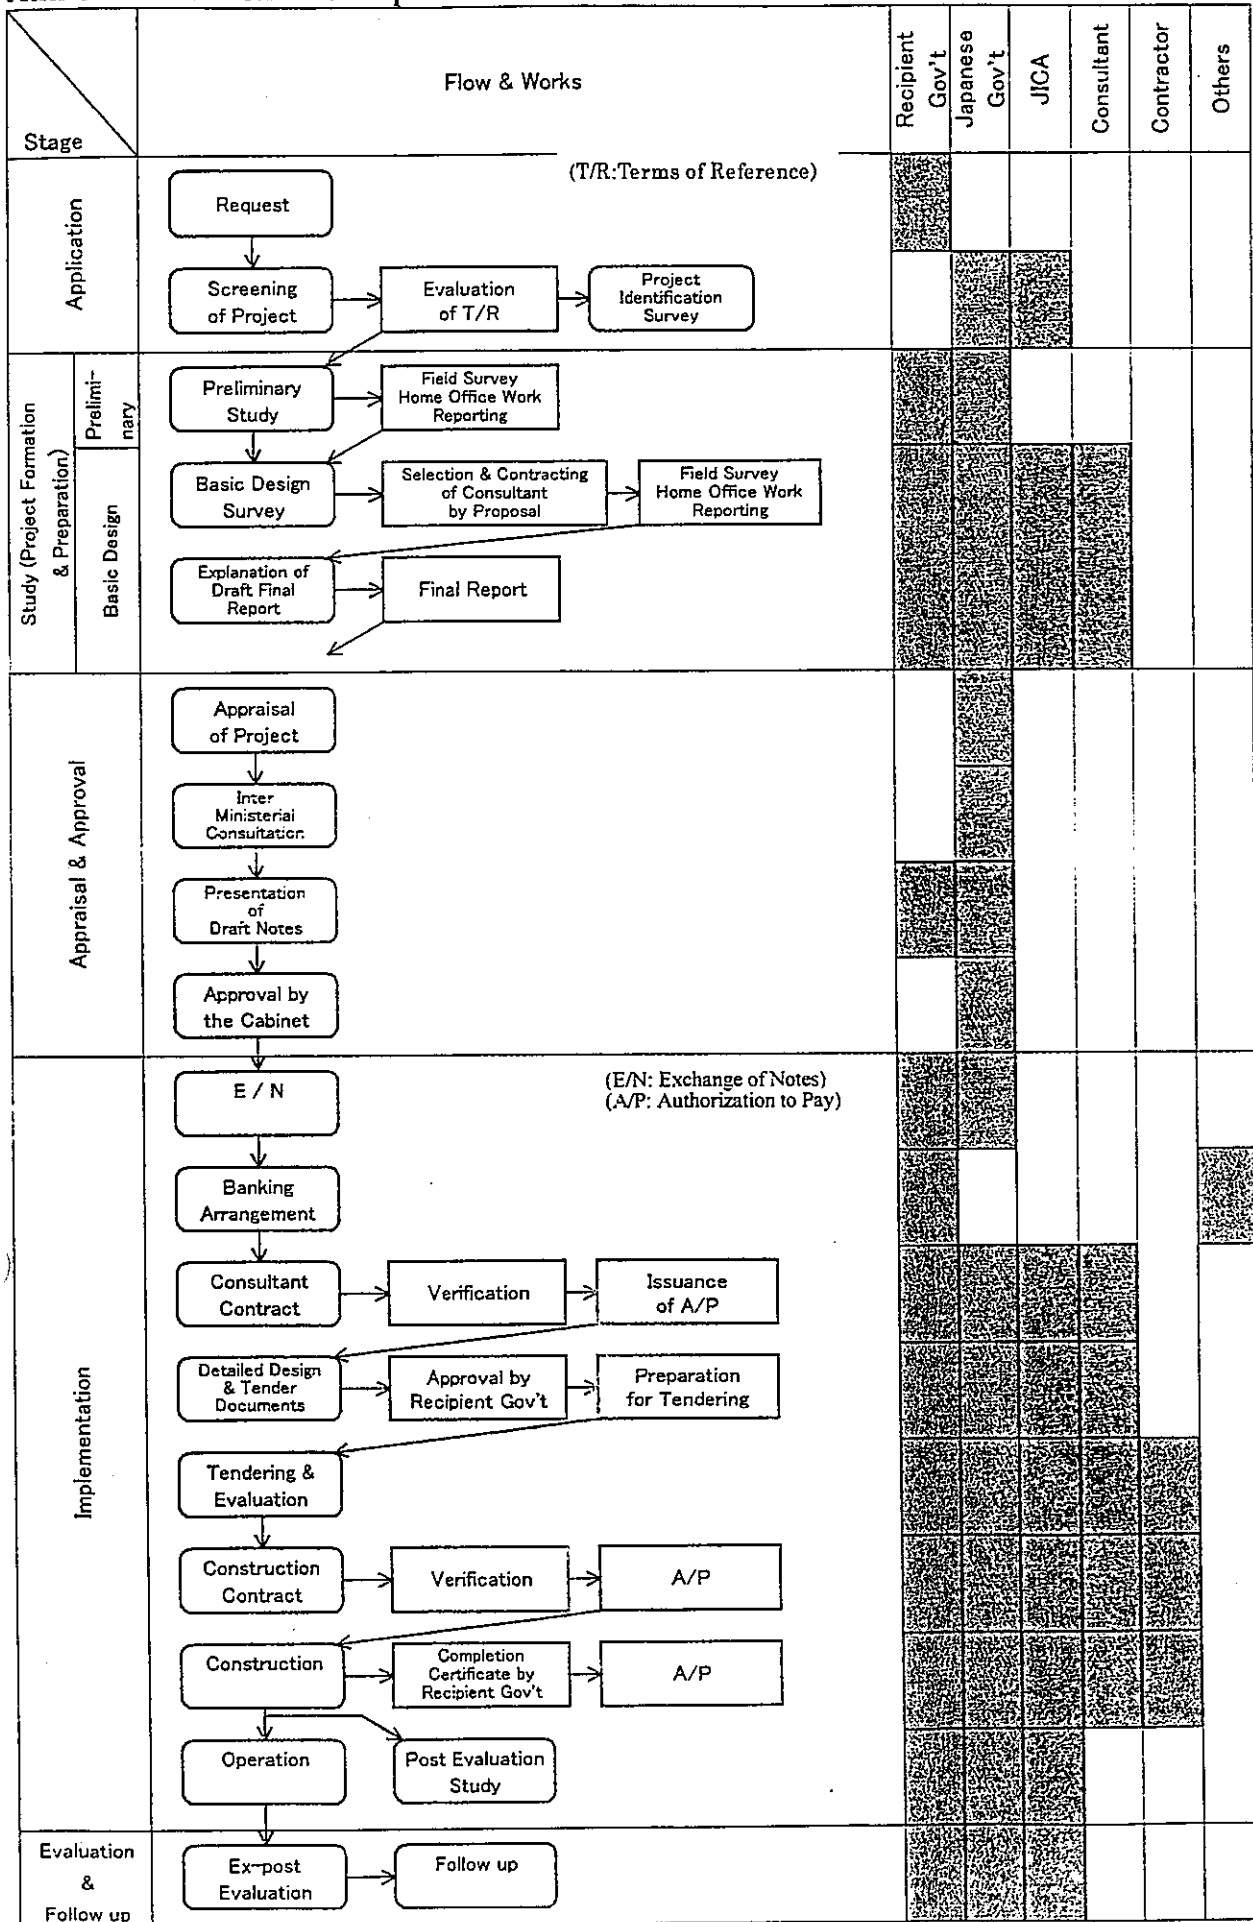 Stage
Flow & Works
Recipient
Gov't
Japanese
Gov't
JICA
Consultant
Contractor
Others
Application
(T/R:Terms of Reference)
Request
Screening
of Project
Evaluation
of T/R
Project
Identification
Survey
Study (Project Formation
& Preparation)
Prelimi-
nary
Preliminary
Study
Field Survey
Home Office Work
Reporting
Basic Design
Basic Design
Survey
Selection & Contracting
of Consultant
by Proposal
Field Survey
Home Office Work
Reporting
Explanation of
Draft Final
Report
Final Report
Appraisal & Approval
Appraisal
of Project
Inter
Ministerial
Consultation
Presentation
of
Draft Notes
Approval by
the Cabinet
Implementation
E / N
(E/N: Exchange of Notes)
(A/P: Authorization to Pay)
Banking
Arrangement
Consultant
Contract
Verification
Issuance
of A/P
Detailed Design
& Tender
Documents
Approval by
Recipient Gov't
Preparation
for Tendering
Tendering &
Evaluation
Construction
Contract
Verification
A/P
Construction
Completion
Certificate by
Recipient Gov't
A/P
Operation
Post Evaluation
Study
Evaluation
&
Follow up
Ex-post
Evaluation
Follow up